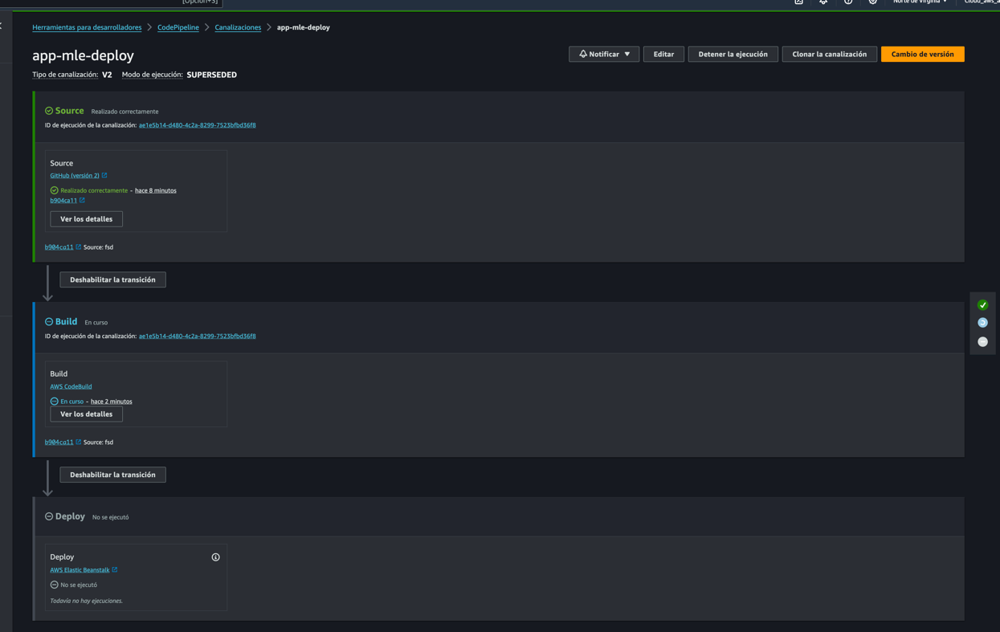 [Opción+S]
Norte de Virginia
Herramientas para desarrolladores > CodePipeline > Canalizaciones > app-mle-deploy
app-mle-deploy
Notificar
Editar
Detener la ejecución
Clonar la canalización
Cambio de versión
Tipo de canalización: V2 Modo de ejecución: SUPERSEDED
Source Realizado correctamente
ID de ejecución de la canalización: ae1e5b14-d480-4c2a-8299-7523bfbd36f8
Source
GitHub (versión 2)
Realizado correctamente - hace 8 minutos
b904ca11
Ver los detalles
b904ca11 Source: fsd
Deshabilitar la transición
Build En curso
ID de ejecución de la canalización: ae1e5b14-d480-4c2a-8299-7523bfbd36f8
Build
AWS CodeBuild
En curso - hace 2 minutos
Ver los detalles
b904ca11 Source: fsd
Deshabilitar la transición
Deploy No se ejecutó
Deploy
AWS Elastic Beanstalk
No se ejecutó
Todavía no hay ejecuciones.